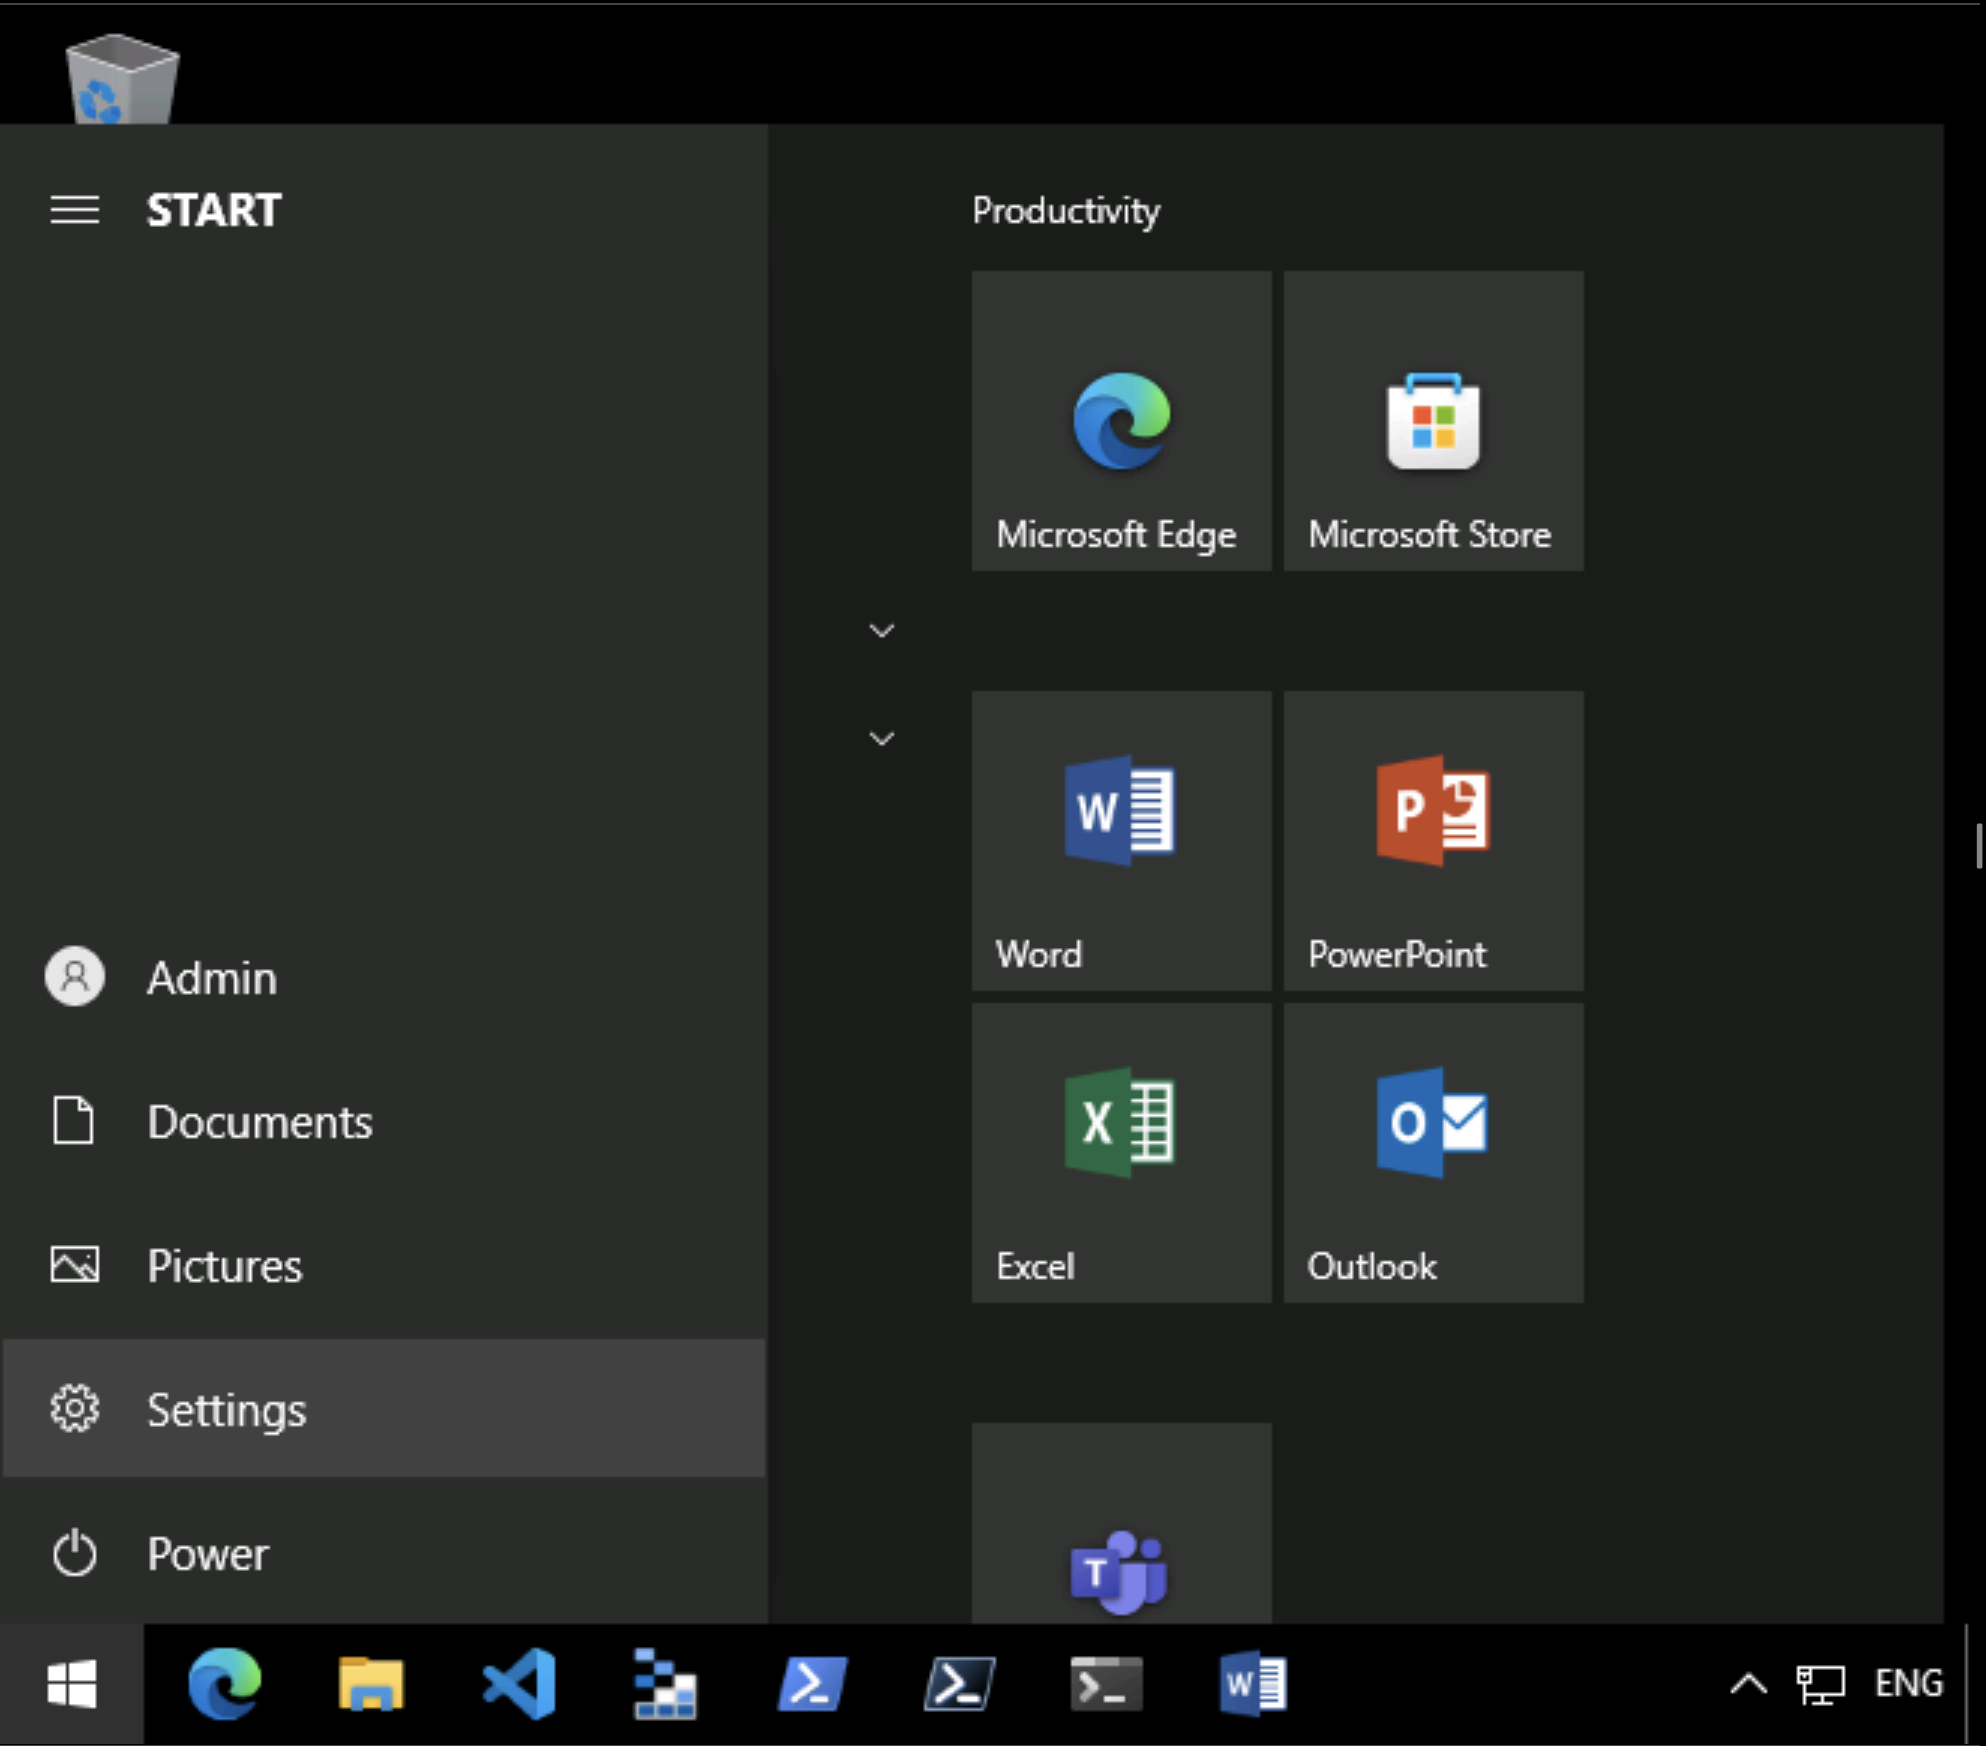 START
Productivity
Microsoft Edge
Microsoft Store
Word
PowerPoint
Excel
Outlook
Admin
Documents
Pictures
Settings
Power
ENG